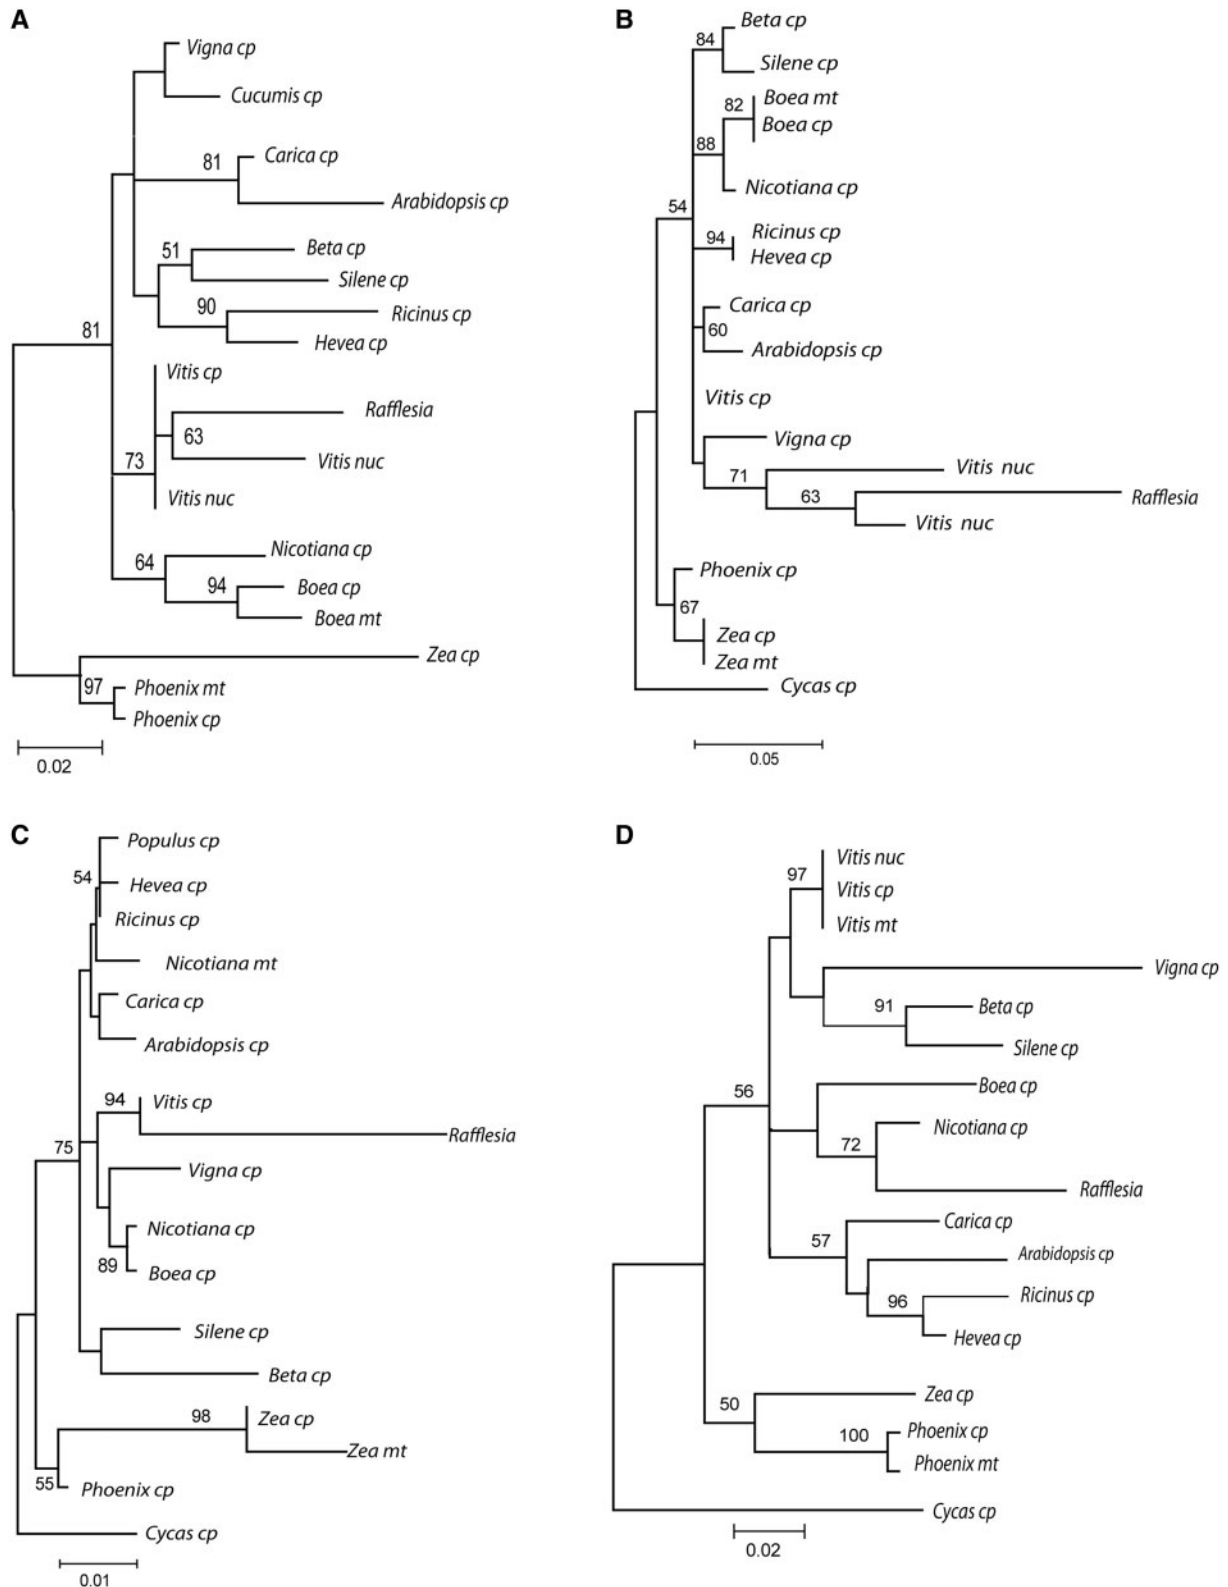 A
Vigna cp
Cucumis cp
81
Carica cp
Arabidopsis cp
51
Beta cp
Silene cp
90
Ricinus cp
Hevea cp
81
Vitis cp
Rafflesia
63
73
Vitis nuc
Vitis nuc
Nicotiana cp
64
94
Boea cp
Boea mt
Zea cp
97
Phoenix mt
Phoenix cp
0.02
B
Beta cp
84
Silene cp
82
Boea mt
Boea cp
88
Nicotiana cp
54
94
Ricinus cp
Hevea cp
Carica cp
60
Arabidopsis cp
Vitis cp
Vigna cp
71
Vitis nuc
63
Rafflesia
Vitis nuc
Phoenix cp
67
Zea cp
Zea mt
Cycas cp
0.05
C
Populus cp
54
Hevea cp
Ricinus cp
Nicotiana mt
Carica cp
Arabidopsis cp
94
Vitis cp
Rafflesia
75
Vigna cp
Nicotiana cp
89
Boea cp
Silene cp
Beta cp
98
Zea cp
Zea mt
55
Phoenix cp
Cycas cp
0.01
D
Vitis nuc
97
Vitis cp
Vitis mt
Vigna cp
91
Beta cp
Silene cp
Boea cp
56
Nicotiana cp
72
Rafflesia
Carica cp
57
Arabidopsis cp
96
Ricinus cp
Hevea cp
Zea cp
50
100
Phoenix cp
Phoenix mt
Cycas cp
0.02